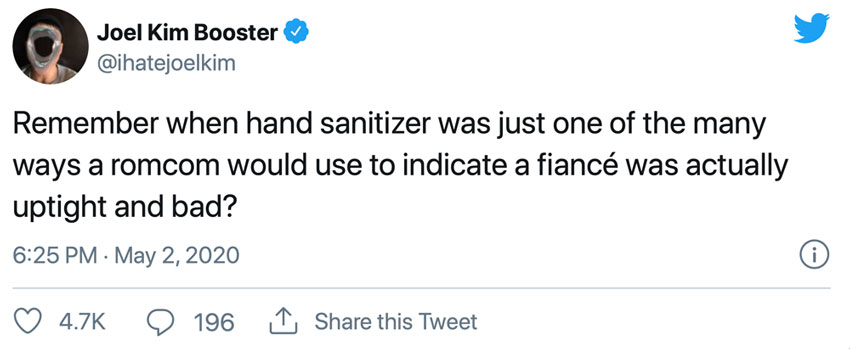 Joel Kim Booster
@ihatejoelkim
Remember when hand sanitizer was just one of the many
ways a romcom would use to indicate a fiancé was actually
uptight and bad?
6:25 PM · May 2, 2020
4.7K 196 Share this Tweet